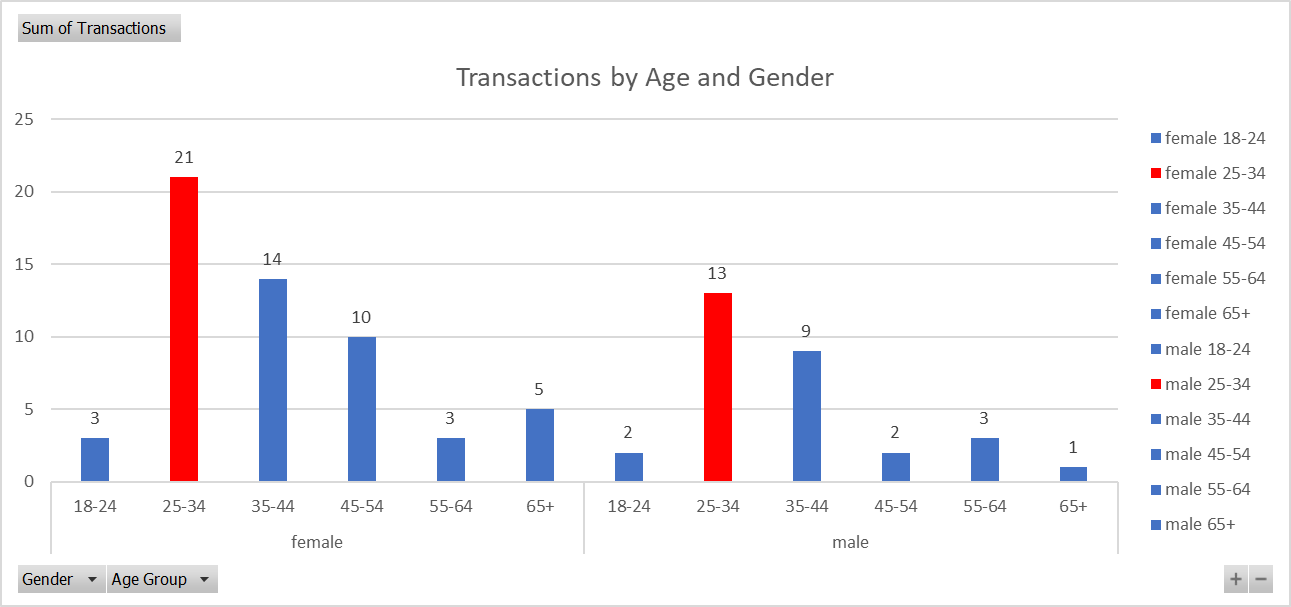 Sum of Transactions
Transactions by Age and Gender
25
20
15
10
5
0
3
21
14
10
3
5
2
13
9
2
3
1
18-24 25-34 35-44 45-54 55-64 65+ 18-24 25-34 35-44 45-54 55-64 65+
female male
female 18-24
female 25-34
female 35-44
female 45-54
female 55-64
female 65+
male 18-24
male 25-34
male 35-44
male 45-54
male 55-64
male 65+
Gender Age Group
+ −